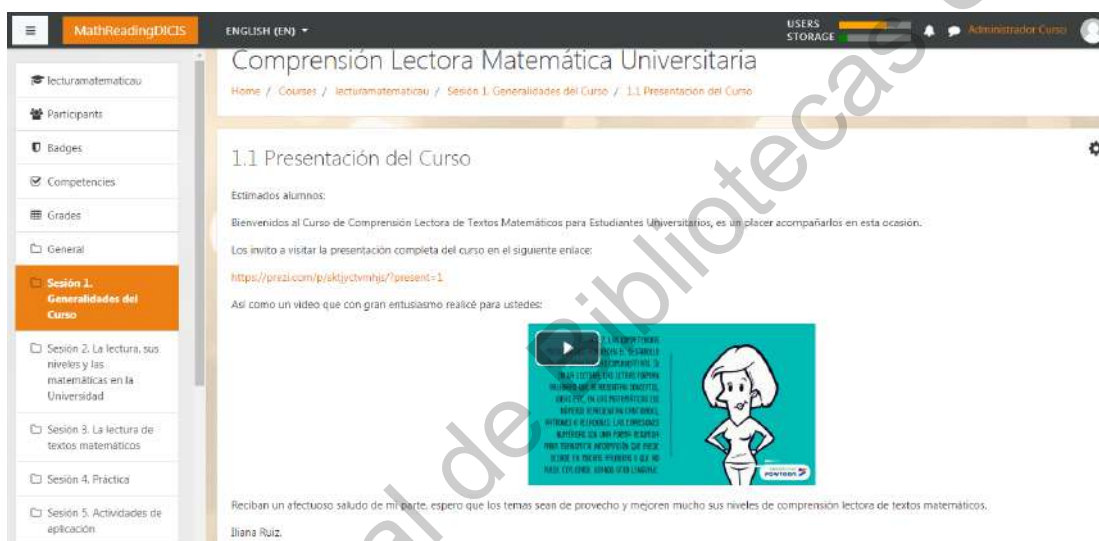 MathReadingDICIS
ENGLISH (EN)
USERS
STORAGE
Administrador Curso
lecturamatematicau
Participants
Badges
Competencies
Grades
General
Sesión 1.
Generalidades del
Curso
Sesión 2. La lectura, sus
niveles y las
matemáticas en la
Universidad
Sesión 3. La lectura de
textos matemáticos
Sesión 4. Práctica
Sesión 5. Actividades de
aplicación
Comprensión Lectora Matemática Universitaria
Home / Courses / lecturamatematicau / Sesión 1. Generalidades del Curso / 1.1 Presentación del Curso
1.1 Presentación del Curso
Estimados alumnos:
Bienvenidos al Curso de Comprensión Lectora de Textos Matemáticos para Estudiantes Universitarios, es un placer acompañarlos en esta ocasión.
Los invito a visitar la presentación completa del curso en el siguiente enlace:
Así como un video que con gran entusiasmo realicé para ustedes:
POWTOON
Reciban un afectuoso saludo de mi parte, espero que los temas sean de provecho y mejoren mucho sus niveles de comprensión lectora de textos matemáticos.
Iliana Ruiz.
al de Bibliotecas